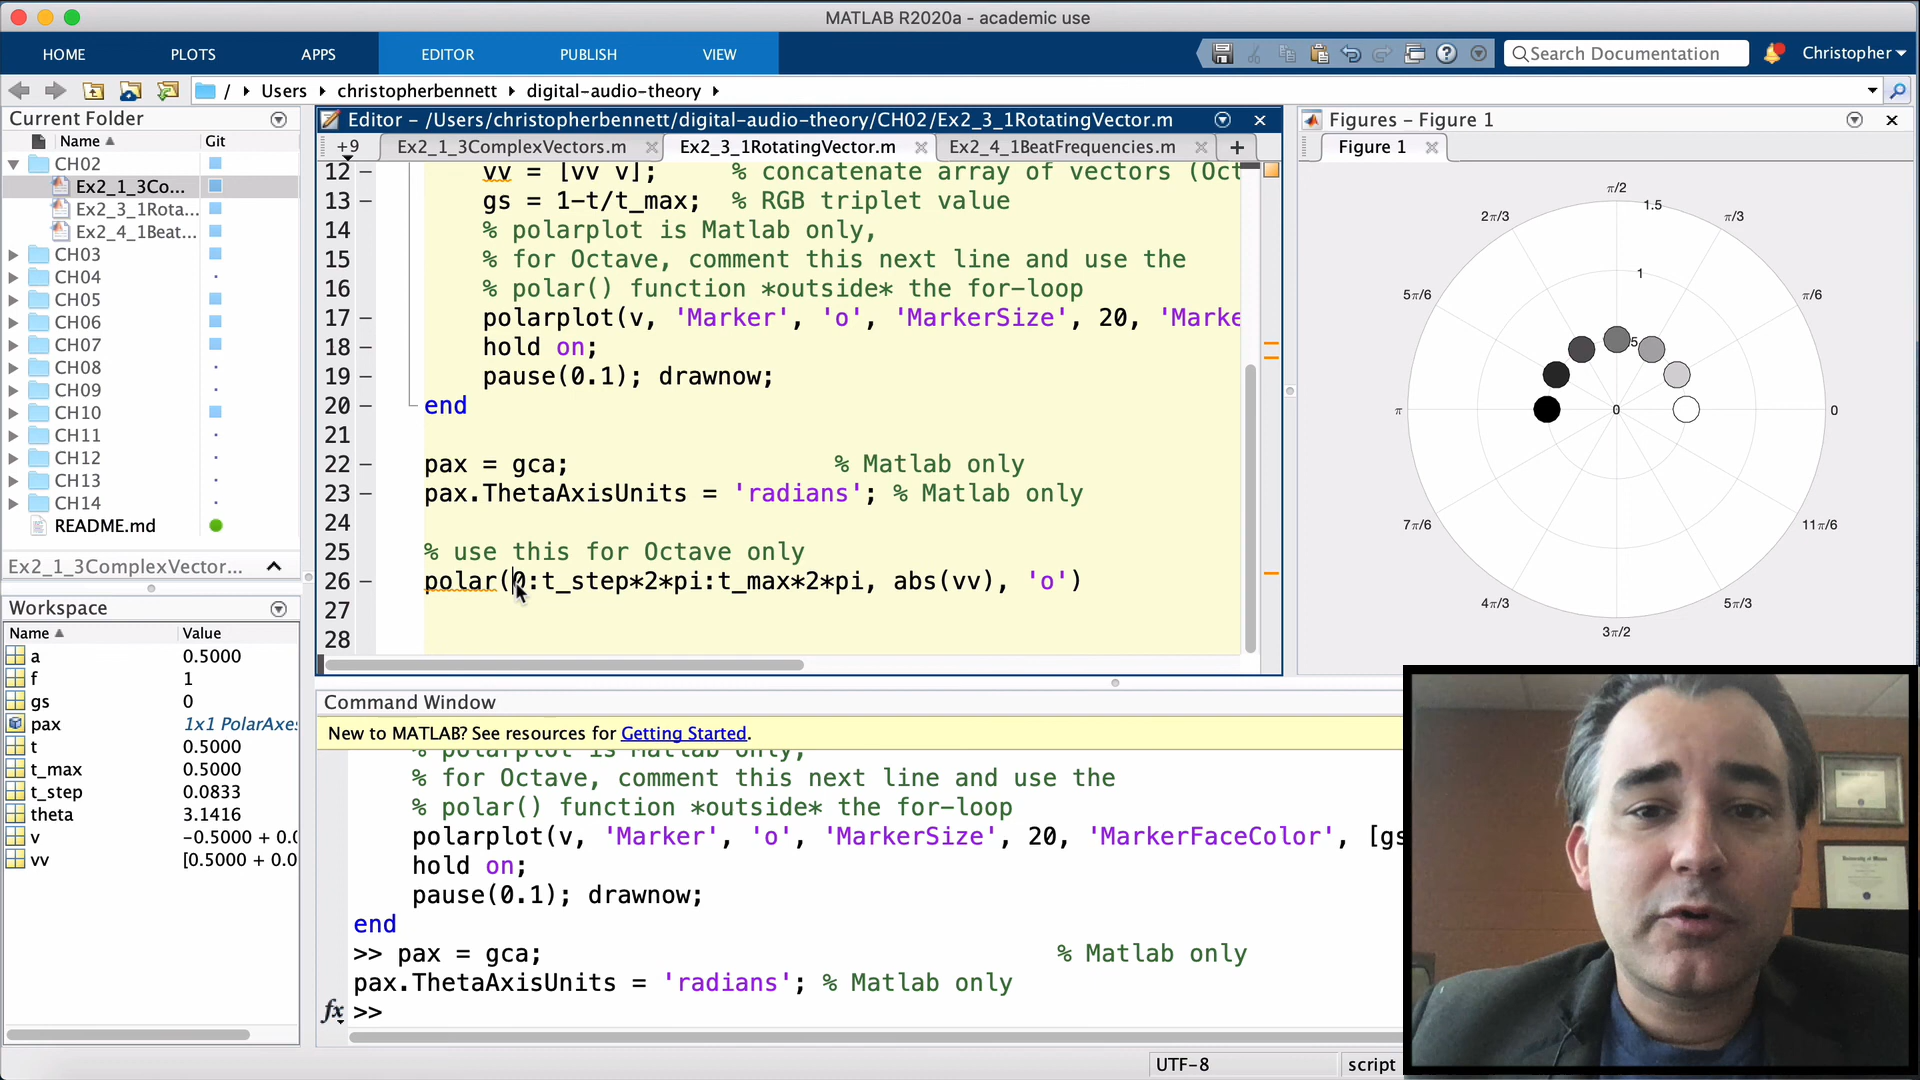 MATLAB R2020a - academic use
HOME PLOTS APPS EDITOR PUBLISH VIEW
Search Documentation
Christopher
/ Users christopherbennett digital-audio-theory
Current Folder
Name Git
CH02
Ex2_1_3Co...
Ex2_3_1Rota...
Ex2_4_1Beat...
CH03
CH04
CH05
CH06
CH07
CH08
CH09
CH10
CH11
CH12
CH13
CH14
README.md
Ex2_1_3ComplexVector...
Workspace
Name Value
a 0.5000
f 1
gs 0
pax 1x1 PolarAxes
t 0.5000
t_max 0.5000
t_step 0.0833
theta 3.1416
v −0.5000 + 0.0
vv [0.5000 + 0.0
Editor – /Users/christopherbennett/digital-audio-theory/CH02/Ex2_3_1RotatingVector.m
+9 Ex2_1_3ComplexVectors.m Ex2_3_1RotatingVector.m Ex2_4_1BeatFrequencies.m
12 vv = [vv v]; % concatenate array of vectors (Oct
13 gs = 1-t/t_max; % RGB triplet value
14 % polarplot is Matlab only,
15 % for Octave, comment this next line and use the
16 % polar() function *outside* the for-loop
17 polarplot(v, 'Marker', 'o', 'MarkerSize', 20, 'Marke
18 hold on;
19 pause(0.1); drawnow;
20 end
21
22 pax = gca; % Matlab only
23 pax.ThetaAxisUnits = 'radians'; % Matlab only
24
25 % use this for Octave only
26 polar(0:t_step*2*pi:t_max*2*pi, abs(vv), 'o')
27
28
Command Window
New to MATLAB? See resources for Getting Started.
% polarplot is Matlab only,
% for Octave, comment this next line and use the
% polar() function *outside* the for-loop
polarplot(v, 'Marker', 'o', 'MarkerSize', 20, 'MarkerFaceColor', [gs
hold on;
pause(0.1); drawnow;
end
>> pax = gca; % Matlab only
pax.ThetaAxisUnits = 'radians'; % Matlab only
fx >>
UTF-8 script
Figures – Figure 1
Figure 1
π/2
1.5
2π/3 π/3
1
5π/6 π/6
5
π 0 0
7π/6 11π/6
4π/3 5π/3
3π/2